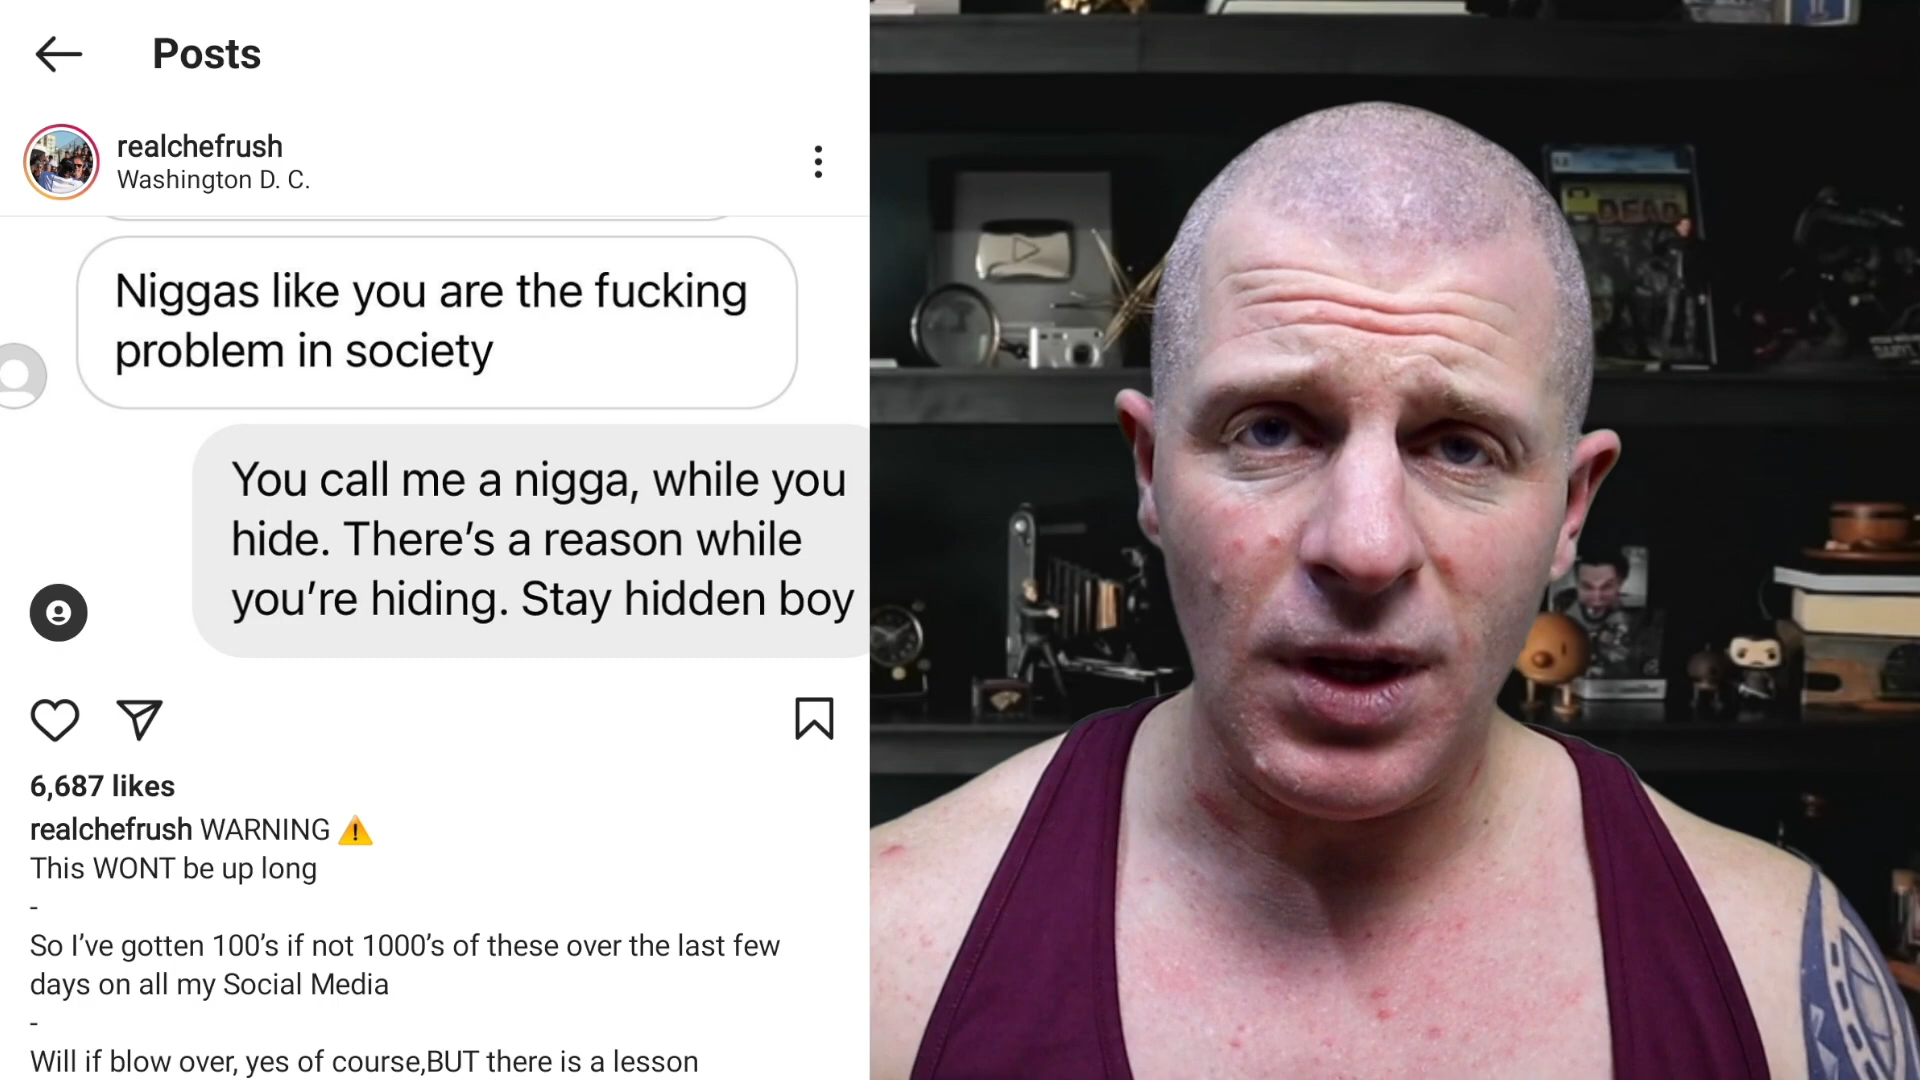 Posts
realchefrush
Washington D. C.
Niggas like you are the fucking
problem in society
You call me a nigga, while you
hide. There's a reason while
you're hiding. Stay hidden boy
6,687 likes
realchefrush WARNING ⚠️
This WONT be up long
-
So I've gotten 100's if not 1000's of these over the last few
days on all my Social Media
-
Will if blow over, yes of course,BUT there is a lesson
DEAD